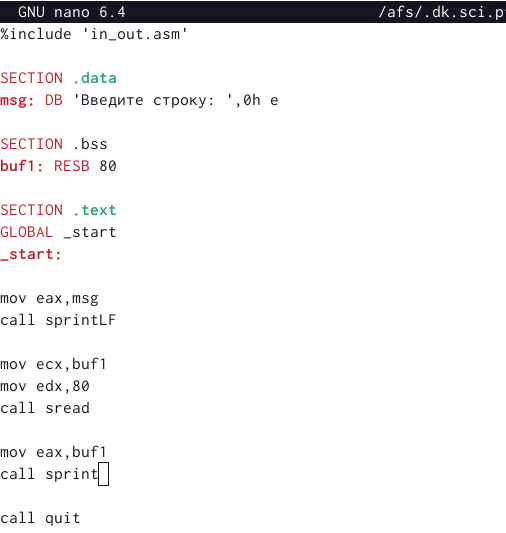 GNU nano 6.4 /afs/.dk.sci.p
%include 'in_out.asm'
SECTION .data
msg: DB 'Введите строку: ',0h e
SECTION .bss
buf1: RESB 80
SECTION .text
GLOBAL _start
_start:
mov eax,msg
call sprintLF
mov ecx,buf1
mov edx,80
call sread
mov eax,buf1
call sprint
call quit